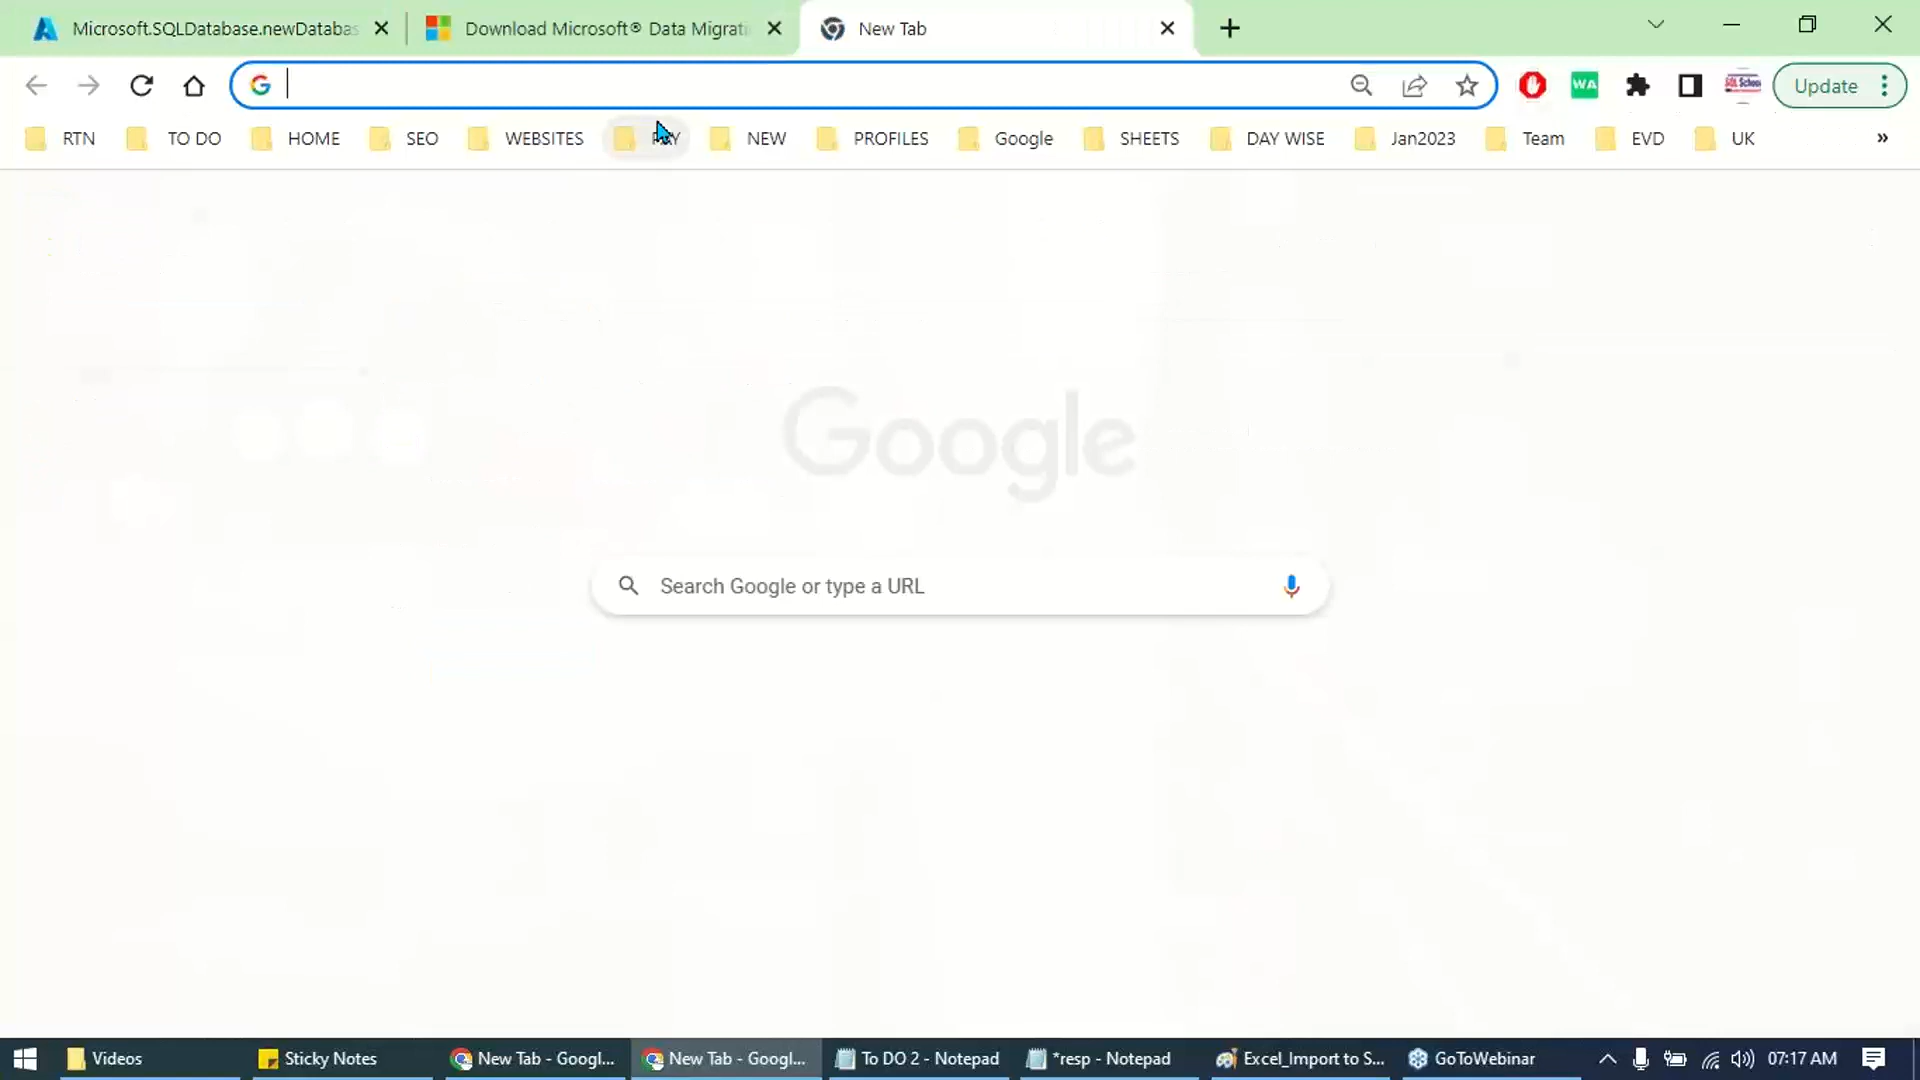 Microsoft.SQLDatabase.newDatabas
Download Microsoft® Data Migrati
New Tab
Update
RTN
TO DO
HOME
SEO
WEBSITES
PAY
NEW
PROFILES
Google
SHEETS
DAY WISE
Jan2023
Team
EVD
UK
»
Google
Search Google or type a URL
Videos
Sticky Notes
New Tab - Googl...
New Tab - Googl...
To DO 2 - Notepad
*resp - Notepad
Excel_Import to S...
GoToWebinar
07:17 AM